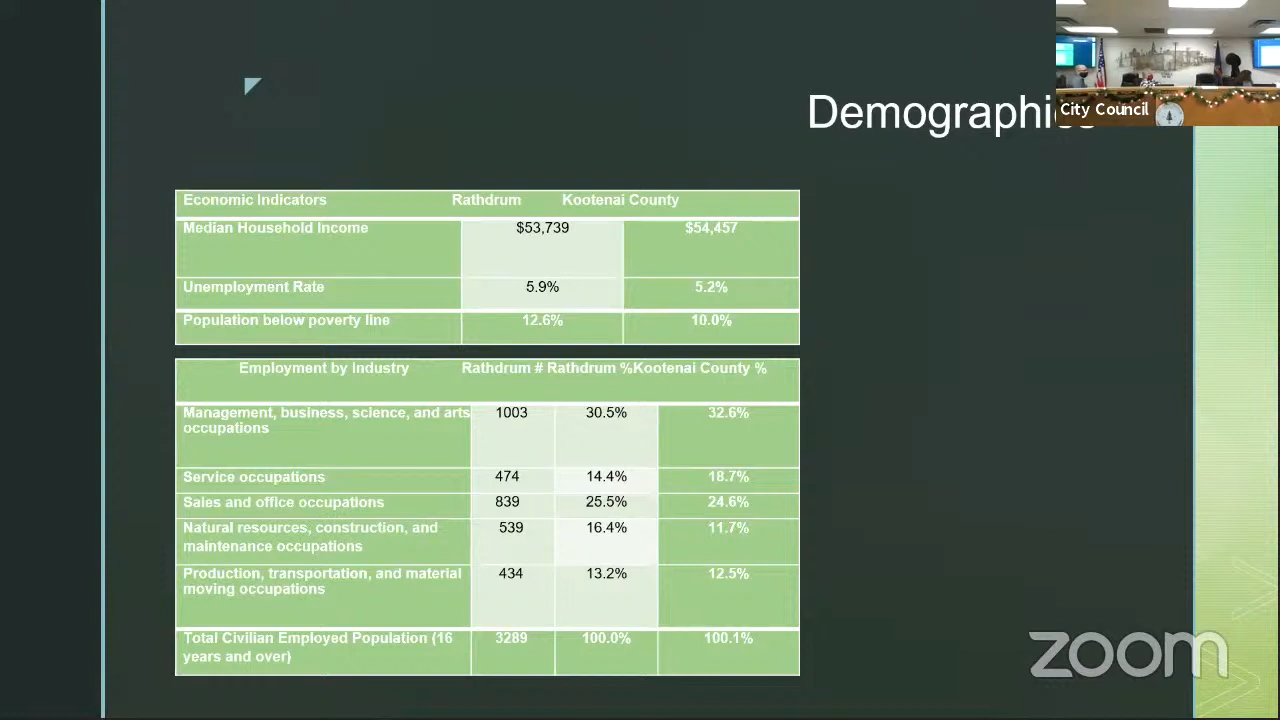 City Council
Demographics
Economic Indicators Rathdrum Kootenai County
Median Household Income $53,739 $54,457
Unemployment Rate 5.9% 5.2%
Population below poverty line 12.6% 10.0%
Employment by Industry Rathdrum # Rathdrum %Kootenai County %
Management, business, science, and arts 1003 30.5% 32.6%
occupations
Service occupations 474 14.4% 18.7%
Sales and office occupations 839 25.5% 24.6%
Natural resources, construction, and 539 16.4% 11.7%
maintenance occupations
Production, transportation, and material 434 13.2% 12.5%
moving occupations
Total Civilian Employed Population (16 3289 100.0% 100.1%
years and over)
zoom